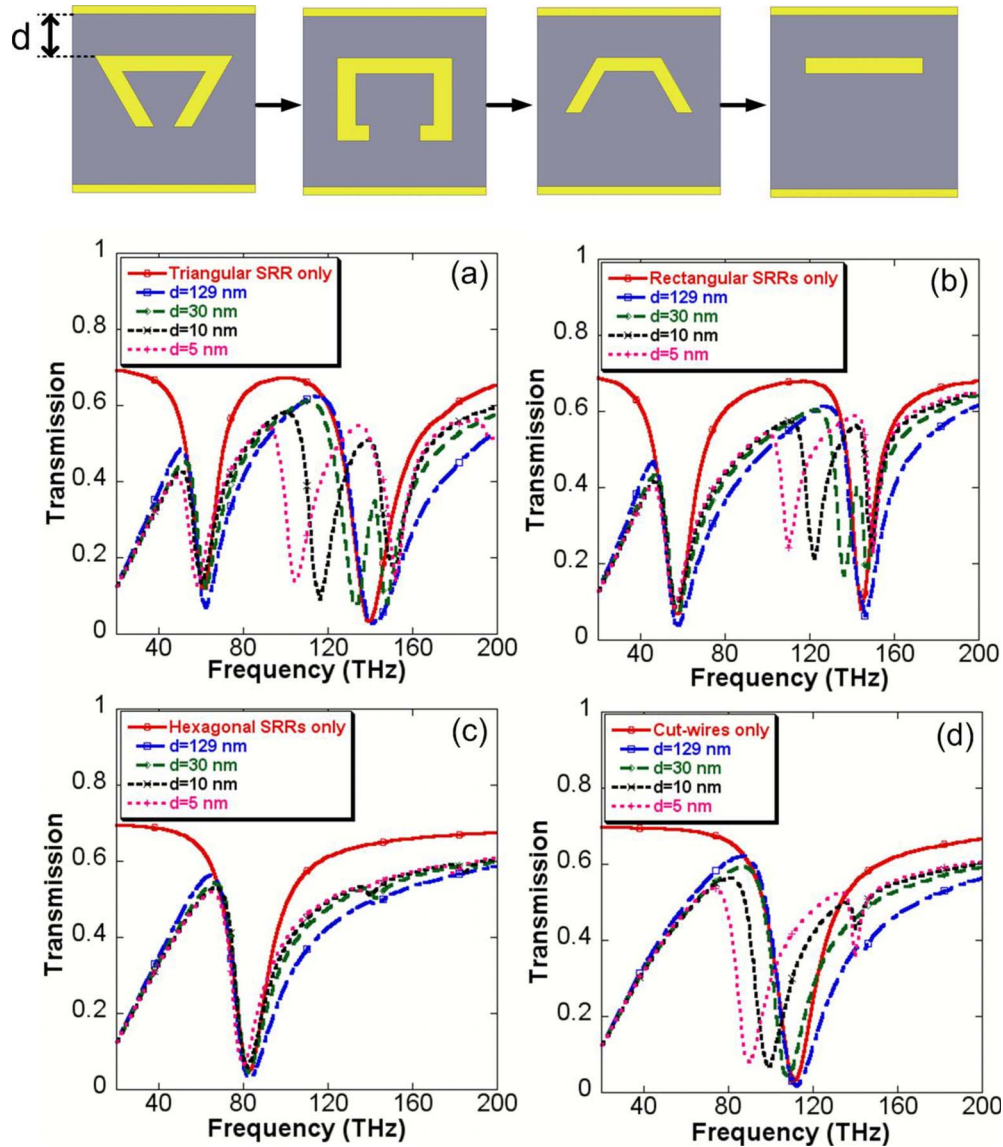 d
(a)
Triangular SRR only
d=129 nm
d=30 nm
d=10 nm
d=5 nm
1
0.8
0.6
0.4
0.2
0
Transmission
40 80 120 160 200
Frequency (THz)
(b)
Rectangular SRRs only
d=129 nm
d=30 nm
d=10 nm
d=5 nm
1
0.8
0.6
0.4
0.2
0
Transmission
40 80 120 160 200
Frequency (THz)
(c)
Hexagonal SRRs only
d=129 nm
d=30 nm
d=10 nm
d=5 nm
1
0.8
0.6
0.4
0.2
0
Transmission
40 80 120 160 200
Frequency (THz)
(d)
Cut-wires only
d=129 nm
d=30 nm
d=10 nm
d=5 nm
1
0.8
0.6
0.4
0.2
0
Transmission
40 80 120 160 200
Frequency (THz)